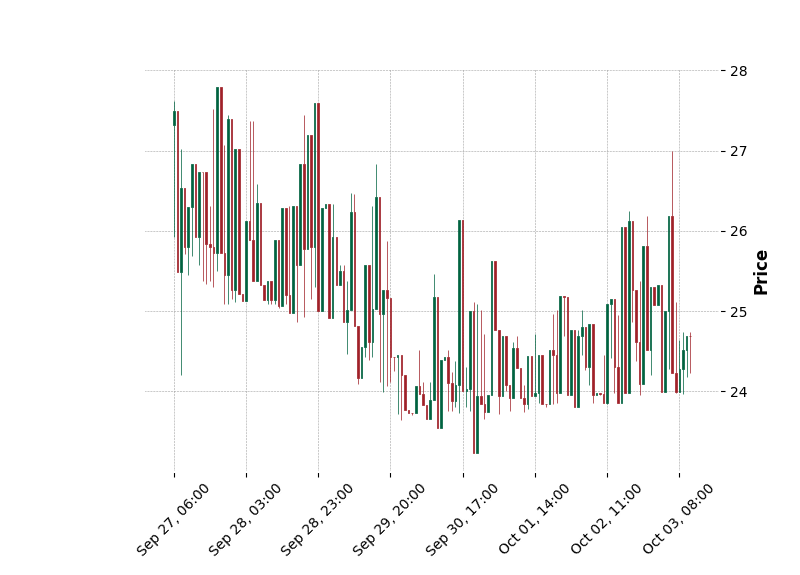 28
27
26
25
24
Price
Sep 27, 06:00
Sep 28, 03:00
Sep 28, 23:00
Sep 29, 20:00
Sep 30, 17:00
Oct 01, 14:00
Oct 02, 11:00
Oct 03, 08:00